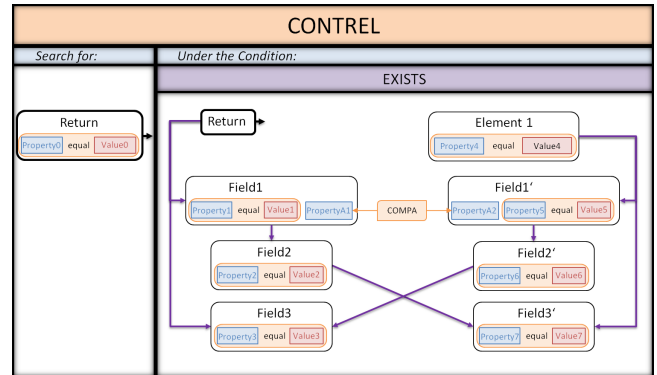 CONTREL
Search for:
Under the Condition:
EXISTS
Return
Property0 equal Value0
Return
Element 1
Property4 equal Value4
Field1
Property1 equal Value1 PropertyA1
COMPA
Field1‘
PropertyA2 Property5 equal Value5
Field2
Property2 equal Value2
Field2‘
Property6 equal Value6
Field3
Property3 equal Value3
Field3‘
Property7 equal Value7